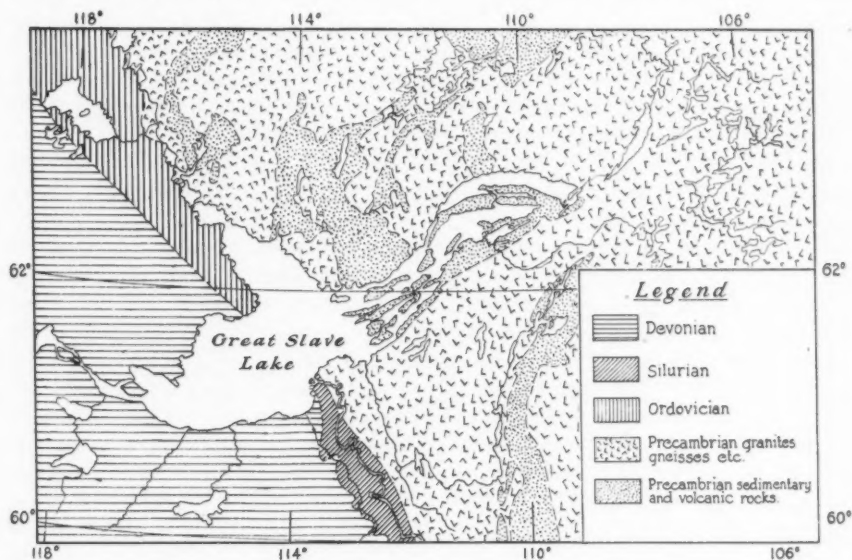 118° 114° 110° 106°
62° 62°
Great Slave
Lake
Legend
Devonian
Silurian
Ordovician
Precambrian granites
gneisses etc.
Precambrian sedimentary
and volcanic rocks.
60° 60°
118° 114° 110° 106°